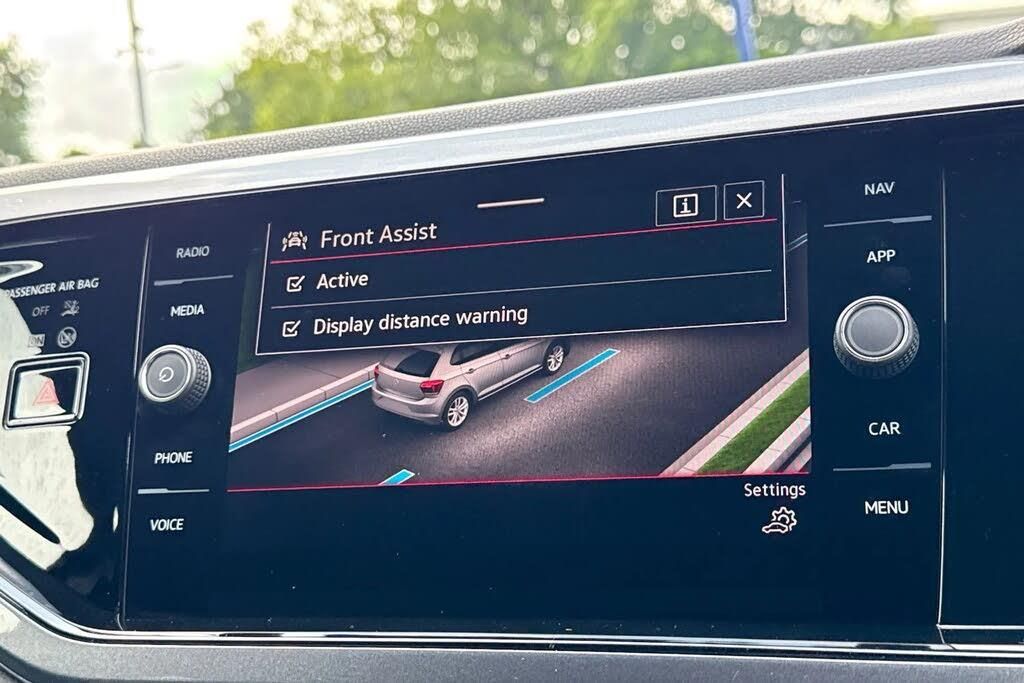 PASSENGER AIR BAG
OFF
ON
RADIO
MEDIA
PHONE
VOICE
Front Assist
i
Active
Display distance warning
Settings
NAV
APP
CAR
MENU